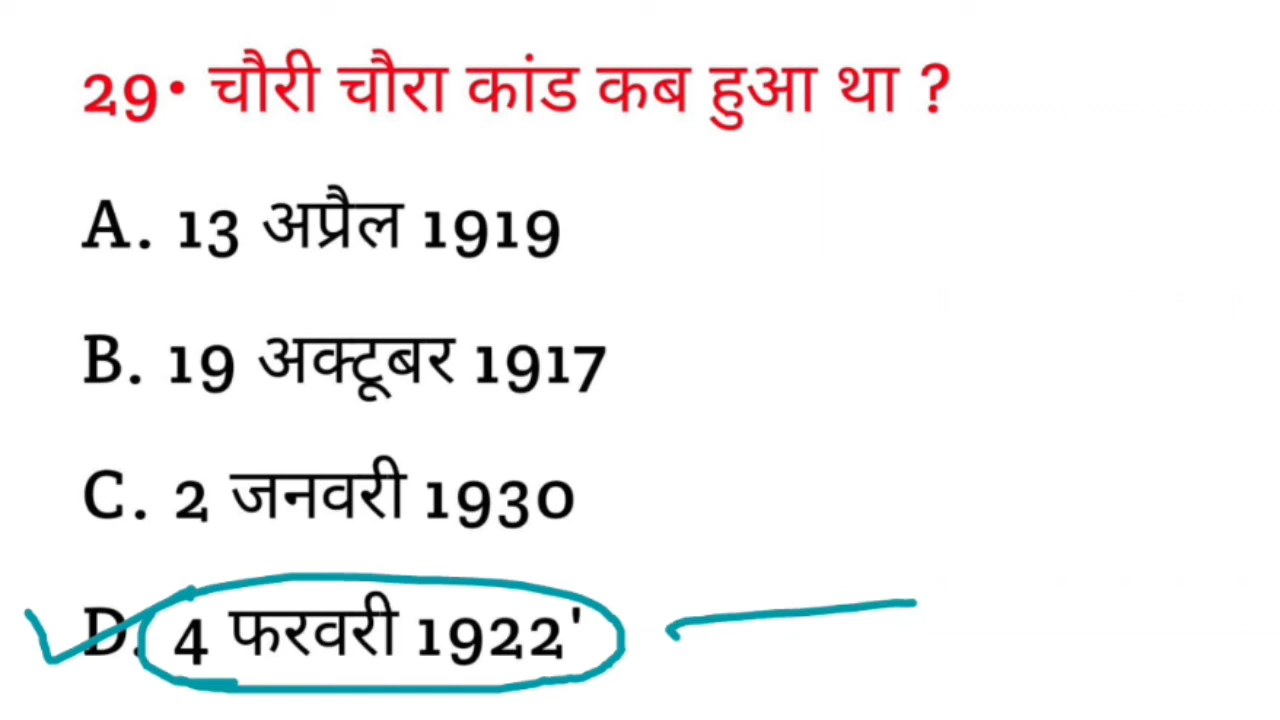 29• चौरी चौरा कांड कब हुआ था ?
A. 13 अप्रैल 1919
B. 19 अक्टूबर 1917
C. 2 जनवरी 1930
D. 4 फरवरी 1922'